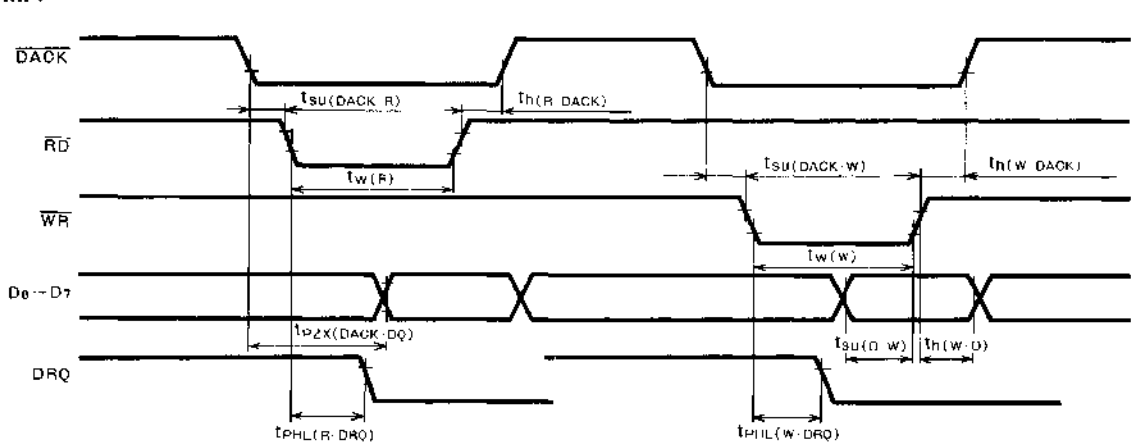 DACK
tSU(DACK R)
th(R DACK)
RD
tW(R)
tSU(DACK-W)
th(W DACK)
WR
tW(W)
D0--D7
tPZX(DACK-DQ)
tSU(D W)
th(W-D)
DRQ
tPHL(R-DRQ)
tPHL(W-DRQ)